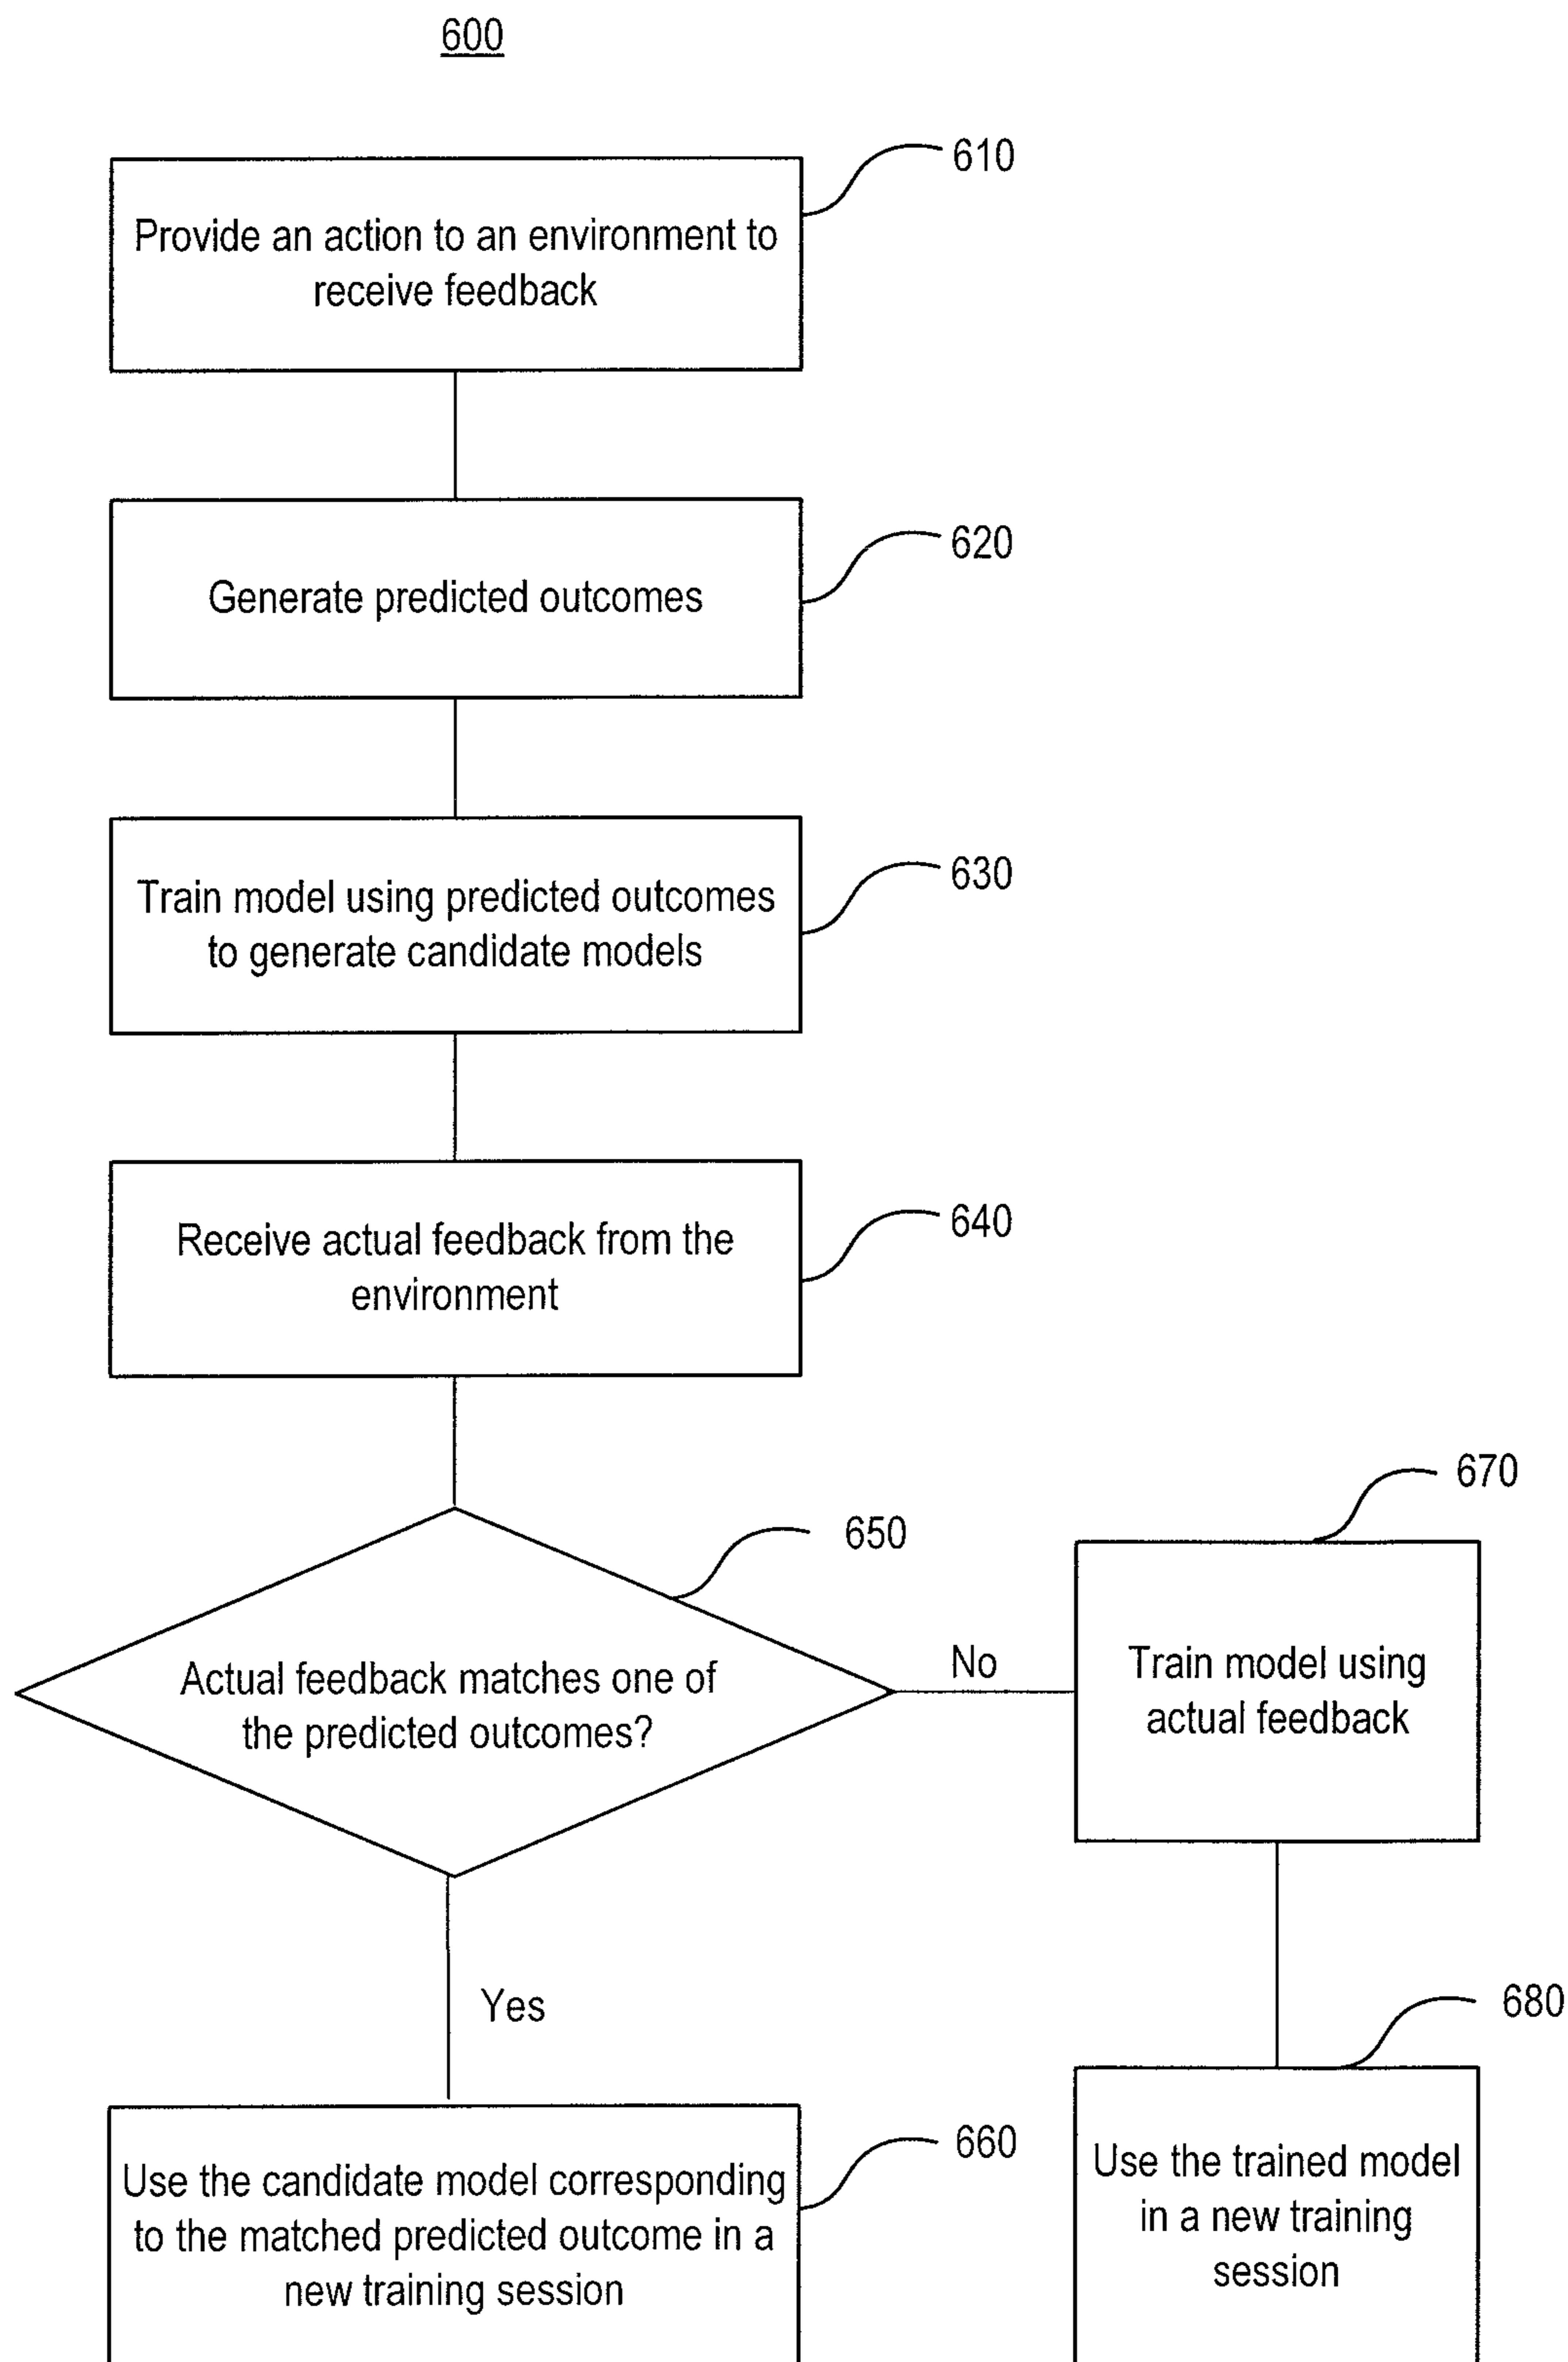 600
610
Provide an action to an environment to
receive feedback
620
Generate predicted outcomes
630
Train model using predicted outcomes
to generate candidate models
640
Receive actual feedback from the
environment
650
Actual feedback matches one of
the predicted outcomes?
No
670
Train model using
actual feedback
Yes
660
Use the candidate model corresponding
to the matched predicted outcome in a
new training session
680
Use the trained model
in a new training
session